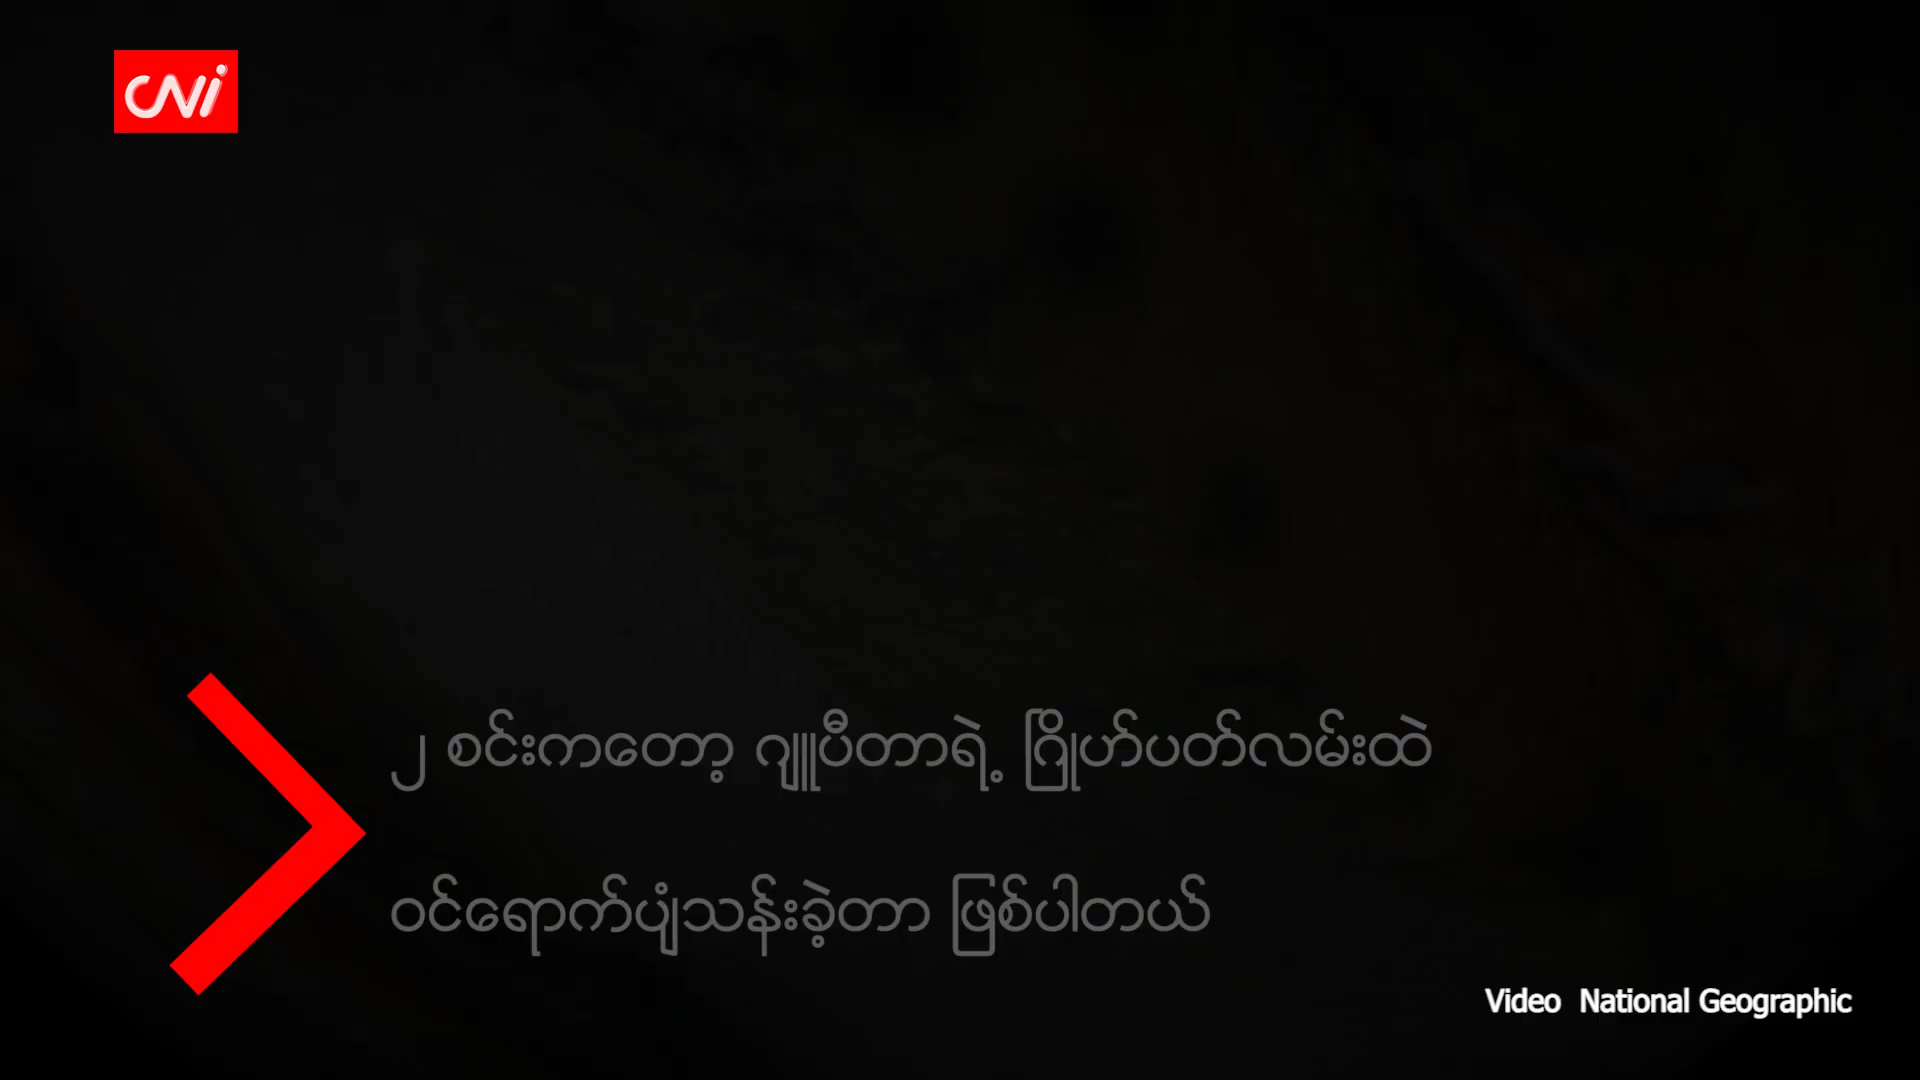 CNi
၂ စင်းကတော့ ဂျူပီတာရဲ့ ဂြိုဟ်ပတ်လမ်းထဲ
ဝင်ရောက်ပျံသန်းခဲ့တာ ဖြစ်ပါတယ်
Video National Geographic